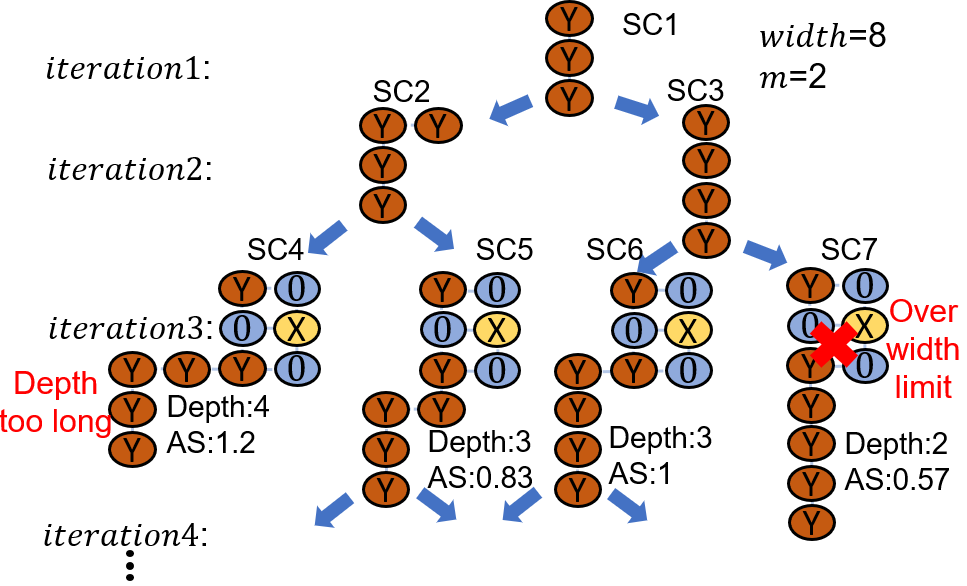 SC1
width=8
m=2
iteration1:
SC2
SC3
Y
Y
Y
Y Y
Y
Y
Y
Y
Y
Y
iteration2:
SC4
SC5
SC6
SC7
iteration3:
Y 0
0 X
Y Y Y 0
Y
Y
Depth
too long
Depth:4
AS:1.2
Y 0
0 X
Y 0
Y Y
Y
Y
Depth:3
AS:0.83
Y 0
0 X
Y Y 0
Y
Y
Y
Depth:3
AS:1
Y 0
0 X
Y 0
Y
Y
Y
Y
Over
width
limit
Depth:2
AS:0.57
iteration4: